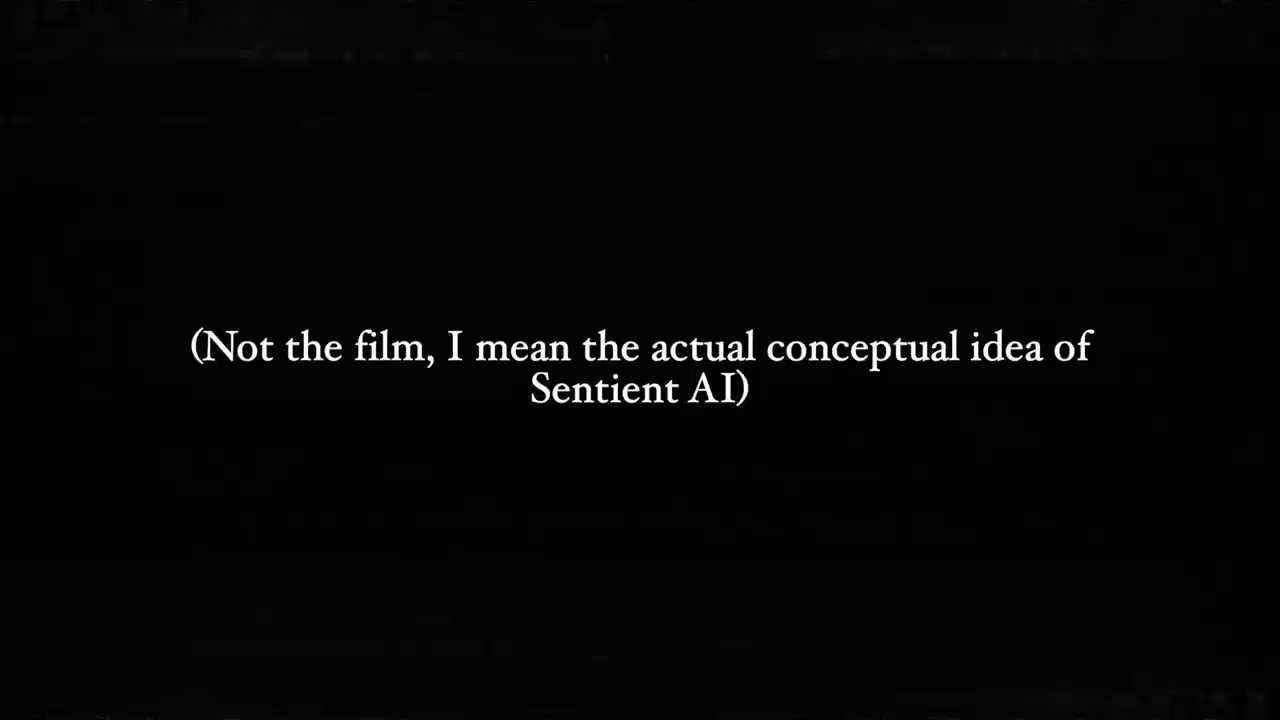 (Not the film, I mean the actual conceptual idea of
Sentient AI)